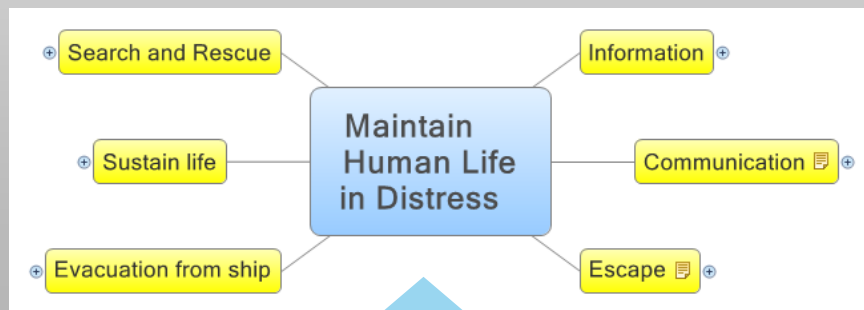 Search and Rescue
Information
Maintain
Human Life
in Distress
Sustain life
Communication
Evacuation from ship
Escape